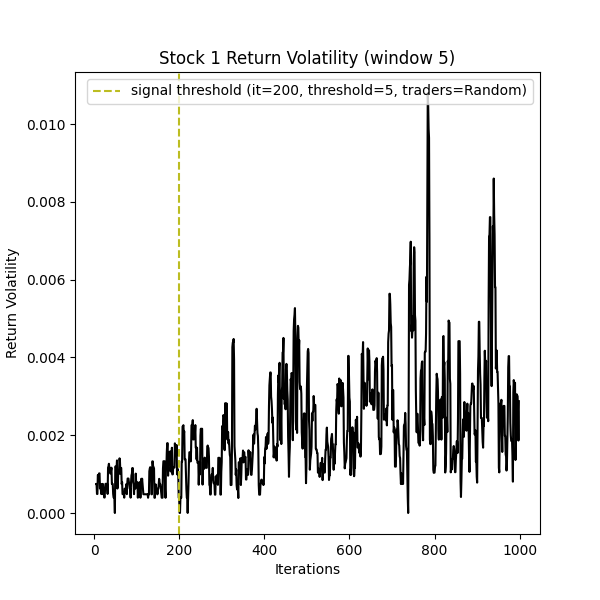 Stock 1 Return Volatility (window 5)
signal threshold (it=200, threshold=5, traders=Random)
Return Volatility
0.010
0.008
0.006
0.004
0.002
0.000
0 200 400 600 800 1000
Iterations